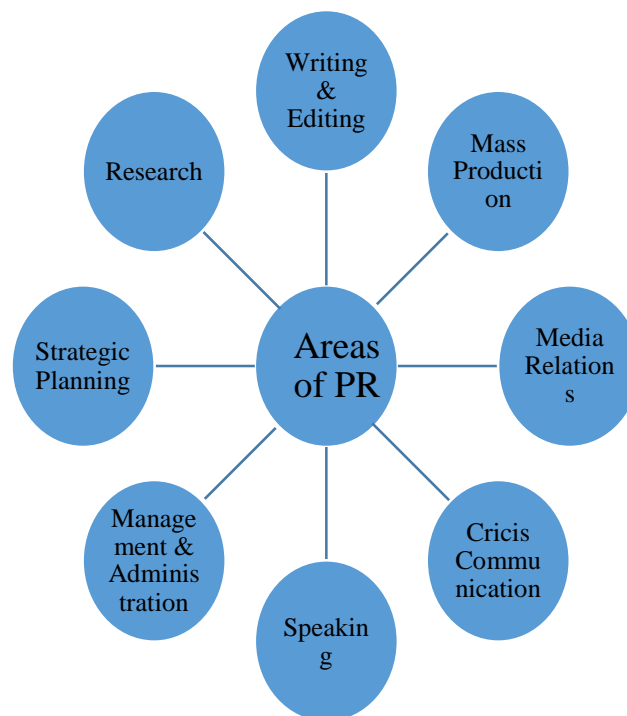 Writing
&
Editing
Mass
Producti
on
Research
Media
Relation
s
Areas
of PR
Strategic
Planning
Cricis
Commu
nication
Manage
ment &
Adminis
tration
Speakin
g